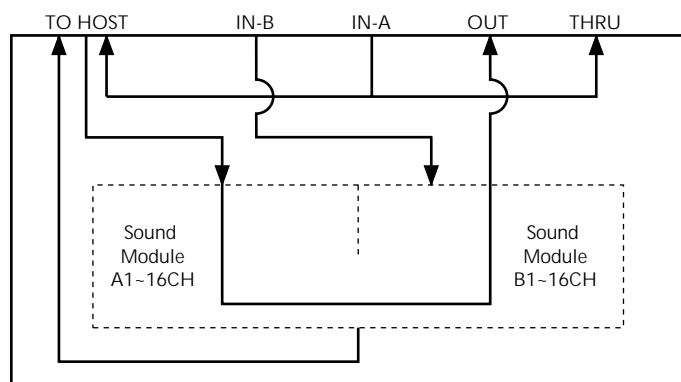 TO HOST IN-B IN-A OUT THRU
Sound
Module
A1~16CH
Sound
Module
B1~16CH